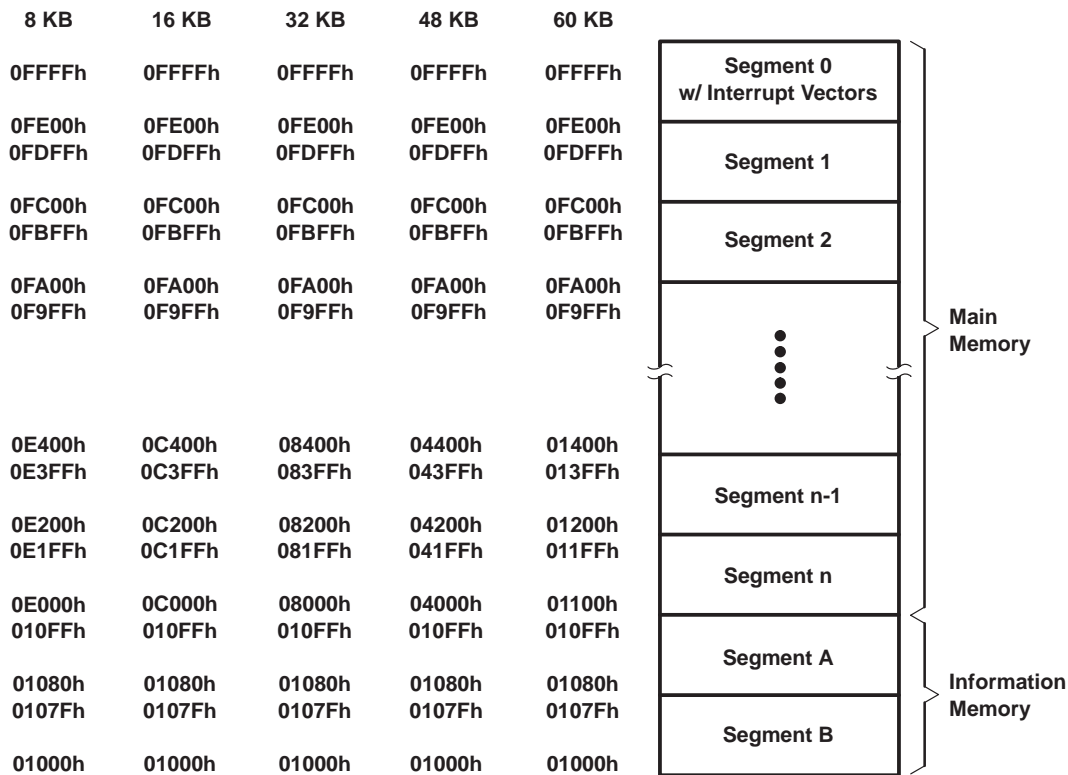 8 KB 16 KB 32 KB 48 KB 60 KB
0FFFFh 0FFFFh 0FFFFh 0FFFFh 0FFFFh
Segment 0
w/ Interrupt Vectors
0FE00h 0FE00h 0FE00h 0FE00h 0FE00h
0FDFFh 0FDFFh 0FDFFh 0FDFFh 0FDFFh
Segment 1
0FC00h 0FC00h 0FC00h 0FC00h 0FC00h
0FBFFh 0FBFFh 0FBFFh 0FBFFh 0FBFFh
Segment 2
0FA00h 0FA00h 0FA00h 0FA00h 0FA00h
0F9FFh 0F9FFh 0F9FFh 0F9FFh 0F9FFh
Main
Memory
0E400h 0C400h 08400h 04400h 01400h
0E3FFh 0C3FFh 083FFh 043FFh 013FFh
Segment n-1
0E200h 0C200h 08200h 04200h 01200h
0E1FFh 0C1FFh 081FFh 041FFh 011FFh
Segment n
0E000h 0C000h 08000h 04000h 01100h
010FFh 010FFh 010FFh 010FFh 010FFh
Segment A
01080h 01080h 01080h 01080h 01080h
0107Fh 0107Fh 0107Fh 0107Fh 0107Fh
Information
Memory
Segment B
01000h 01000h 01000h 01000h 01000h